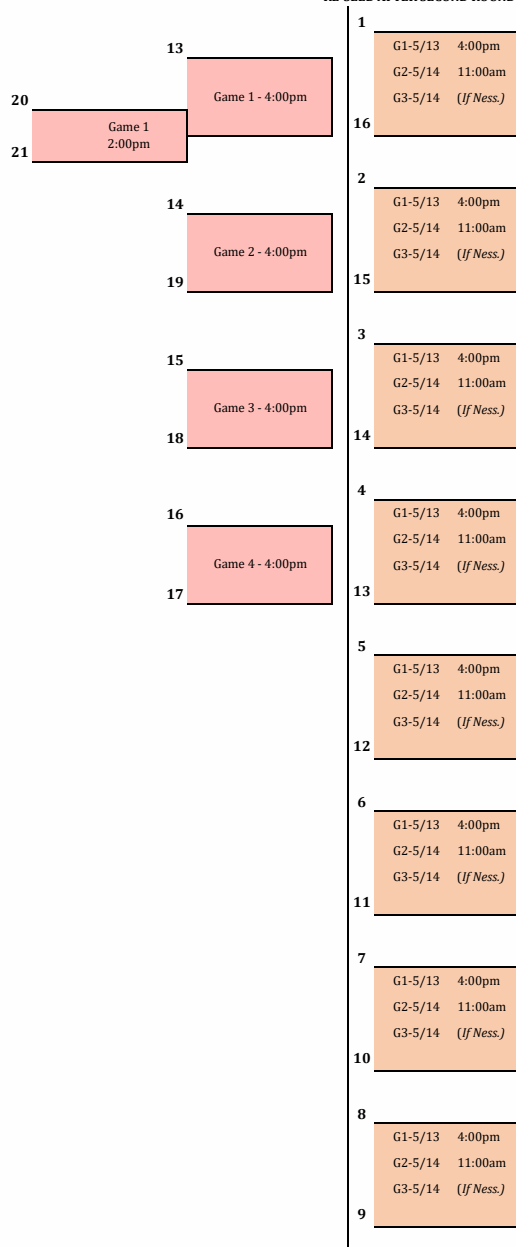 13
Game 1 - 4:00pm
20
Game 1
2:00pm
21
14
Game 2 - 4:00pm
19
15
Game 3 - 4:00pm
18
16
Game 4 - 4:00pm
17
1
G1-5/13 4:00pm
G2-5/14 11:00am
G3-5/14 (If Ness.)
16
2
G1-5/13 4:00pm
G2-5/14 11:00am
G3-5/14 (If Ness.)
15
3
G1-5/13 4:00pm
G2-5/14 11:00am
G3-5/14 (If Ness.)
14
4
G1-5/13 4:00pm
G2-5/14 11:00am
G3-5/14 (If Ness.)
13
5
G1-5/13 4:00pm
G2-5/14 11:00am
G3-5/14 (If Ness.)
12
6
G1-5/13 4:00pm
G2-5/14 11:00am
G3-5/14 (If Ness.)
11
7
G1-5/13 4:00pm
G2-5/14 11:00am
G3-5/14 (If Ness.)
10
8
G1-5/13 4:00pm
G2-5/14 11:00am
G3-5/14 (If Ness.)
9